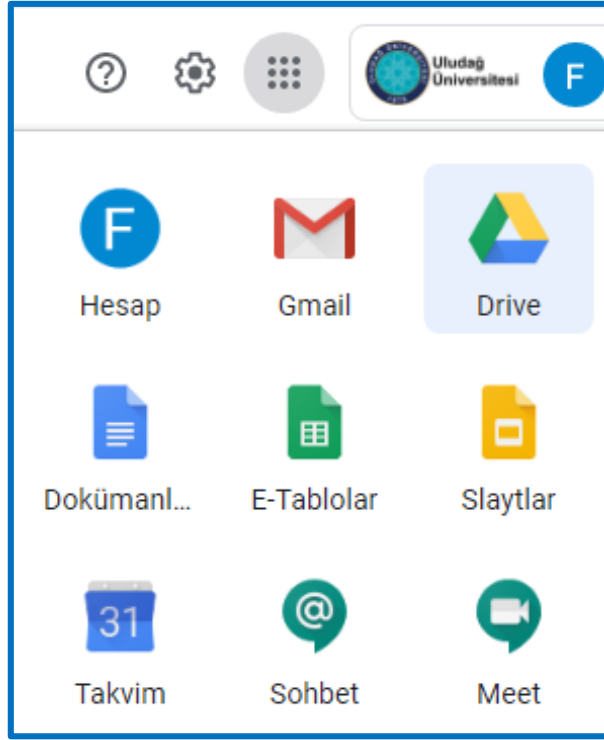 Uludağ
Üniversitesi
F
F
Hesap
Gmail
Drive
Dokümanl...
E-Tablolar
Slaytlar
31
Takvim
Sohbet
Meet